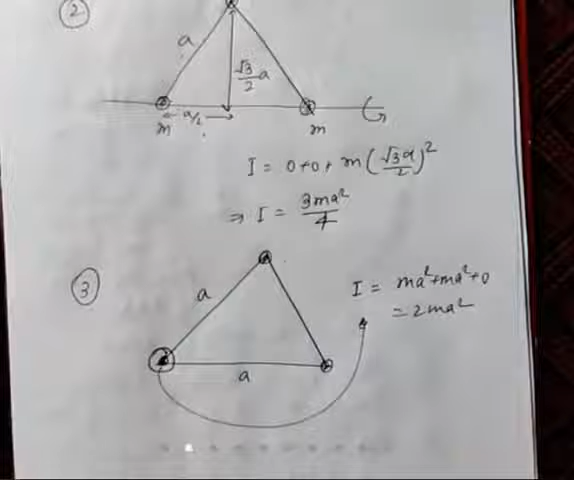 ②
a
√3/2 a
a/2
m
m
I = 0+0+ m(√3a/2)²
⇒ I = 3ma²/4
③
a
I = ma²+ma²+0
= 2ma²
a